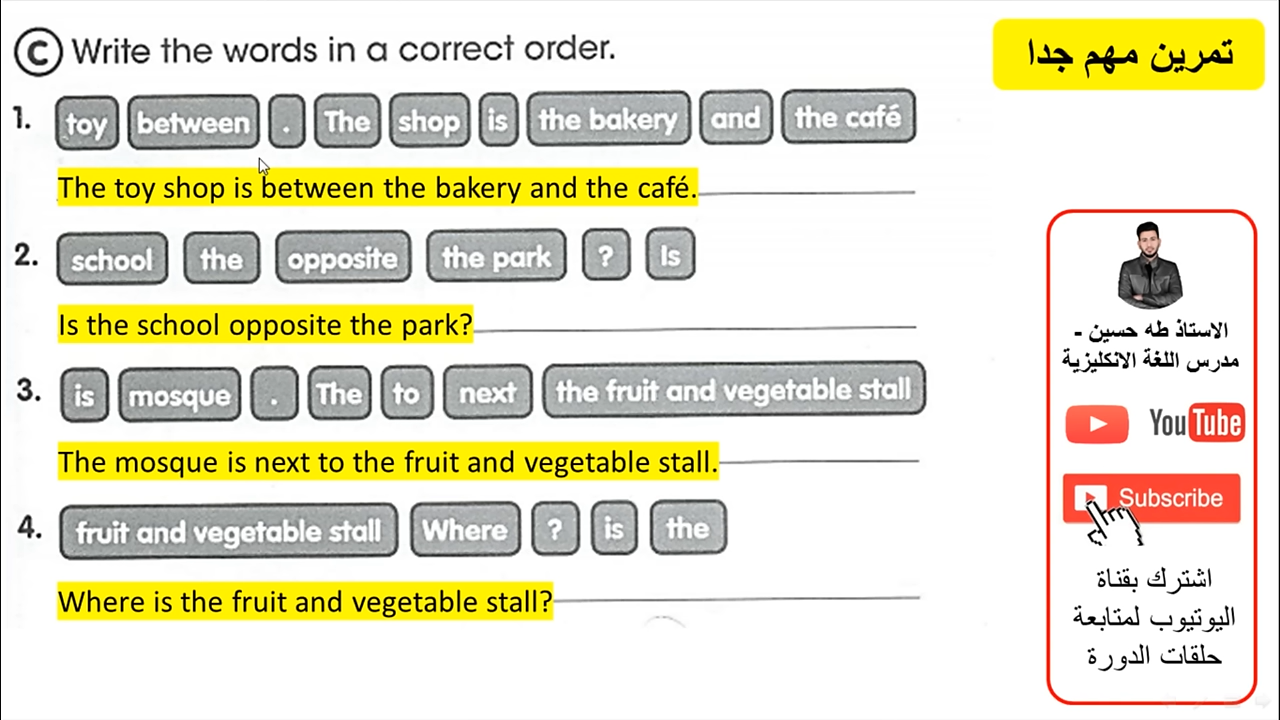 C Write the words in a correct order.
تمرين مهم جدا
1. toy between . The shop is the bakery and the café
The toy shop is between the bakery and the café.
2. school the opposite the park ? Is
Is the school opposite the park?
3. is mosque . The to next the fruit and vegetable stall
The mosque is next to the fruit and vegetable stall.
4. fruit and vegetable stall Where ? is the
Where is the fruit and vegetable stall?
الاستاذ طه حسين -
مدرس اللغة الانكليزية
YouTube
Subscribe
اشترك بقناة
اليوتيوب لمتابعة
حلقات الدورة